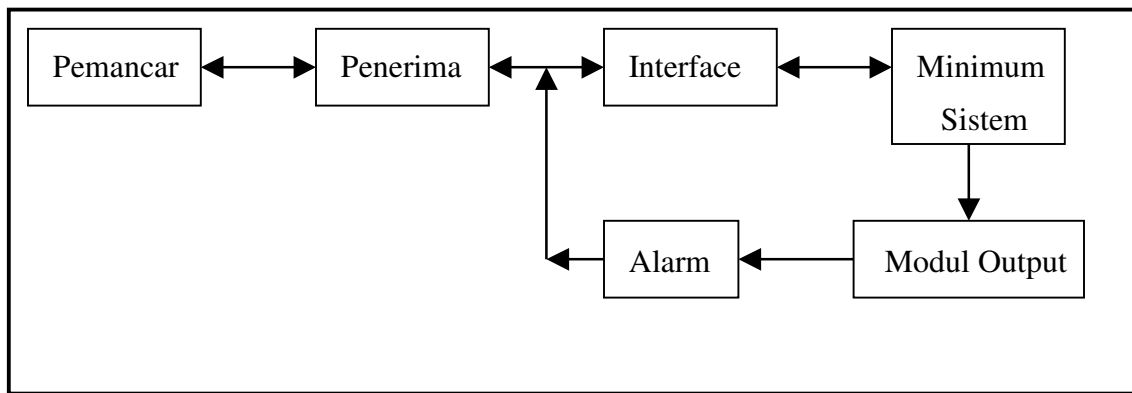 Pemancar
Penerima
Interface
Minimum
Sistem
Alarm
Modul Output